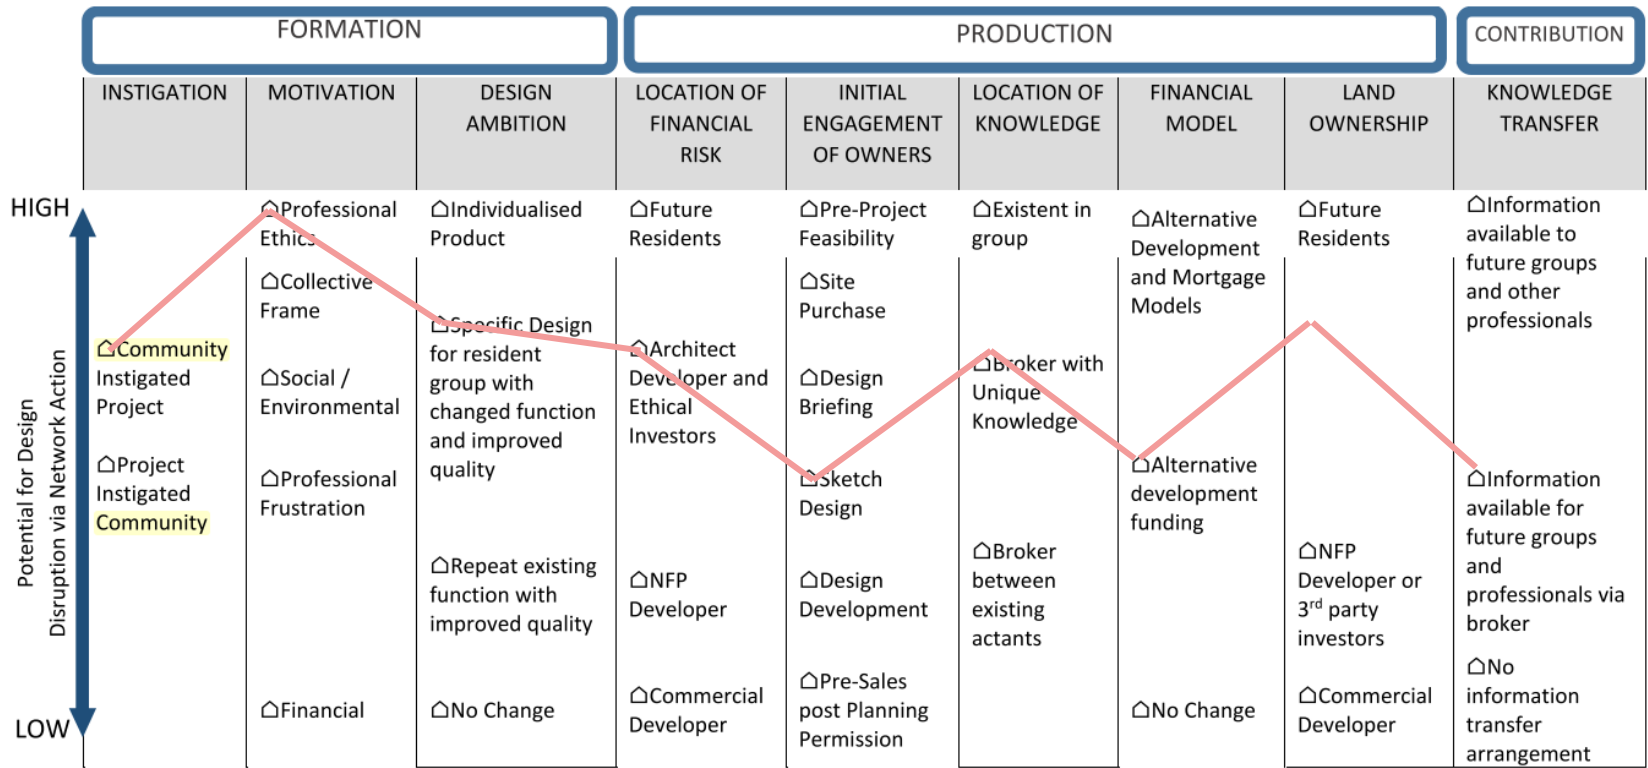 FORMATION
PRODUCTION
CONTRIBUTION
INSTIGATION
MOTIVATION
DESIGN
AMBITION
LOCATION OF
FINANCIAL
RISK
INITIAL
ENGAGEMENT
OF OWNERS
LOCATION OF
KNOWLEDGE
FINANCIAL
MODEL
LAND
OWNERSHIP
KNOWLEDGE
TRANSFER
HIGH
Potential for Design
Disruption via Network Action
LOW
Community
Instigated
Project
Project
Instigated
Community
Professional
Ethics
Collective
Frame
Social /
Environmental
Professional
Frustration
Financial
Individualised
Product
Specific Design
for resident
group with
changed function
and improved
quality
Repeat existing
function with
improved quality
No Change
Future
Residents
Architect
Developer and
Ethical
Investors
NFP
Developer
Commercial
Developer
Pre-Project
Feasibility
Site
Purchase
Design
Briefing
Sketch
Design
Design
Development
Pre-Sales
post Planning
Permission
Existent in
group
Broker with
Unique
Knowledge
Broker
between
existing
actants
Alternative
Development
and Mortgage
Models
Alternative
development
funding
No Change
Future
Residents
NFP
Developer or
3rd party
investors
Commercial
Developer
Information
available to
future groups
and other
professionals
Information
available for
future groups
and
professionals via
broker
No
information
transfer
arrangement